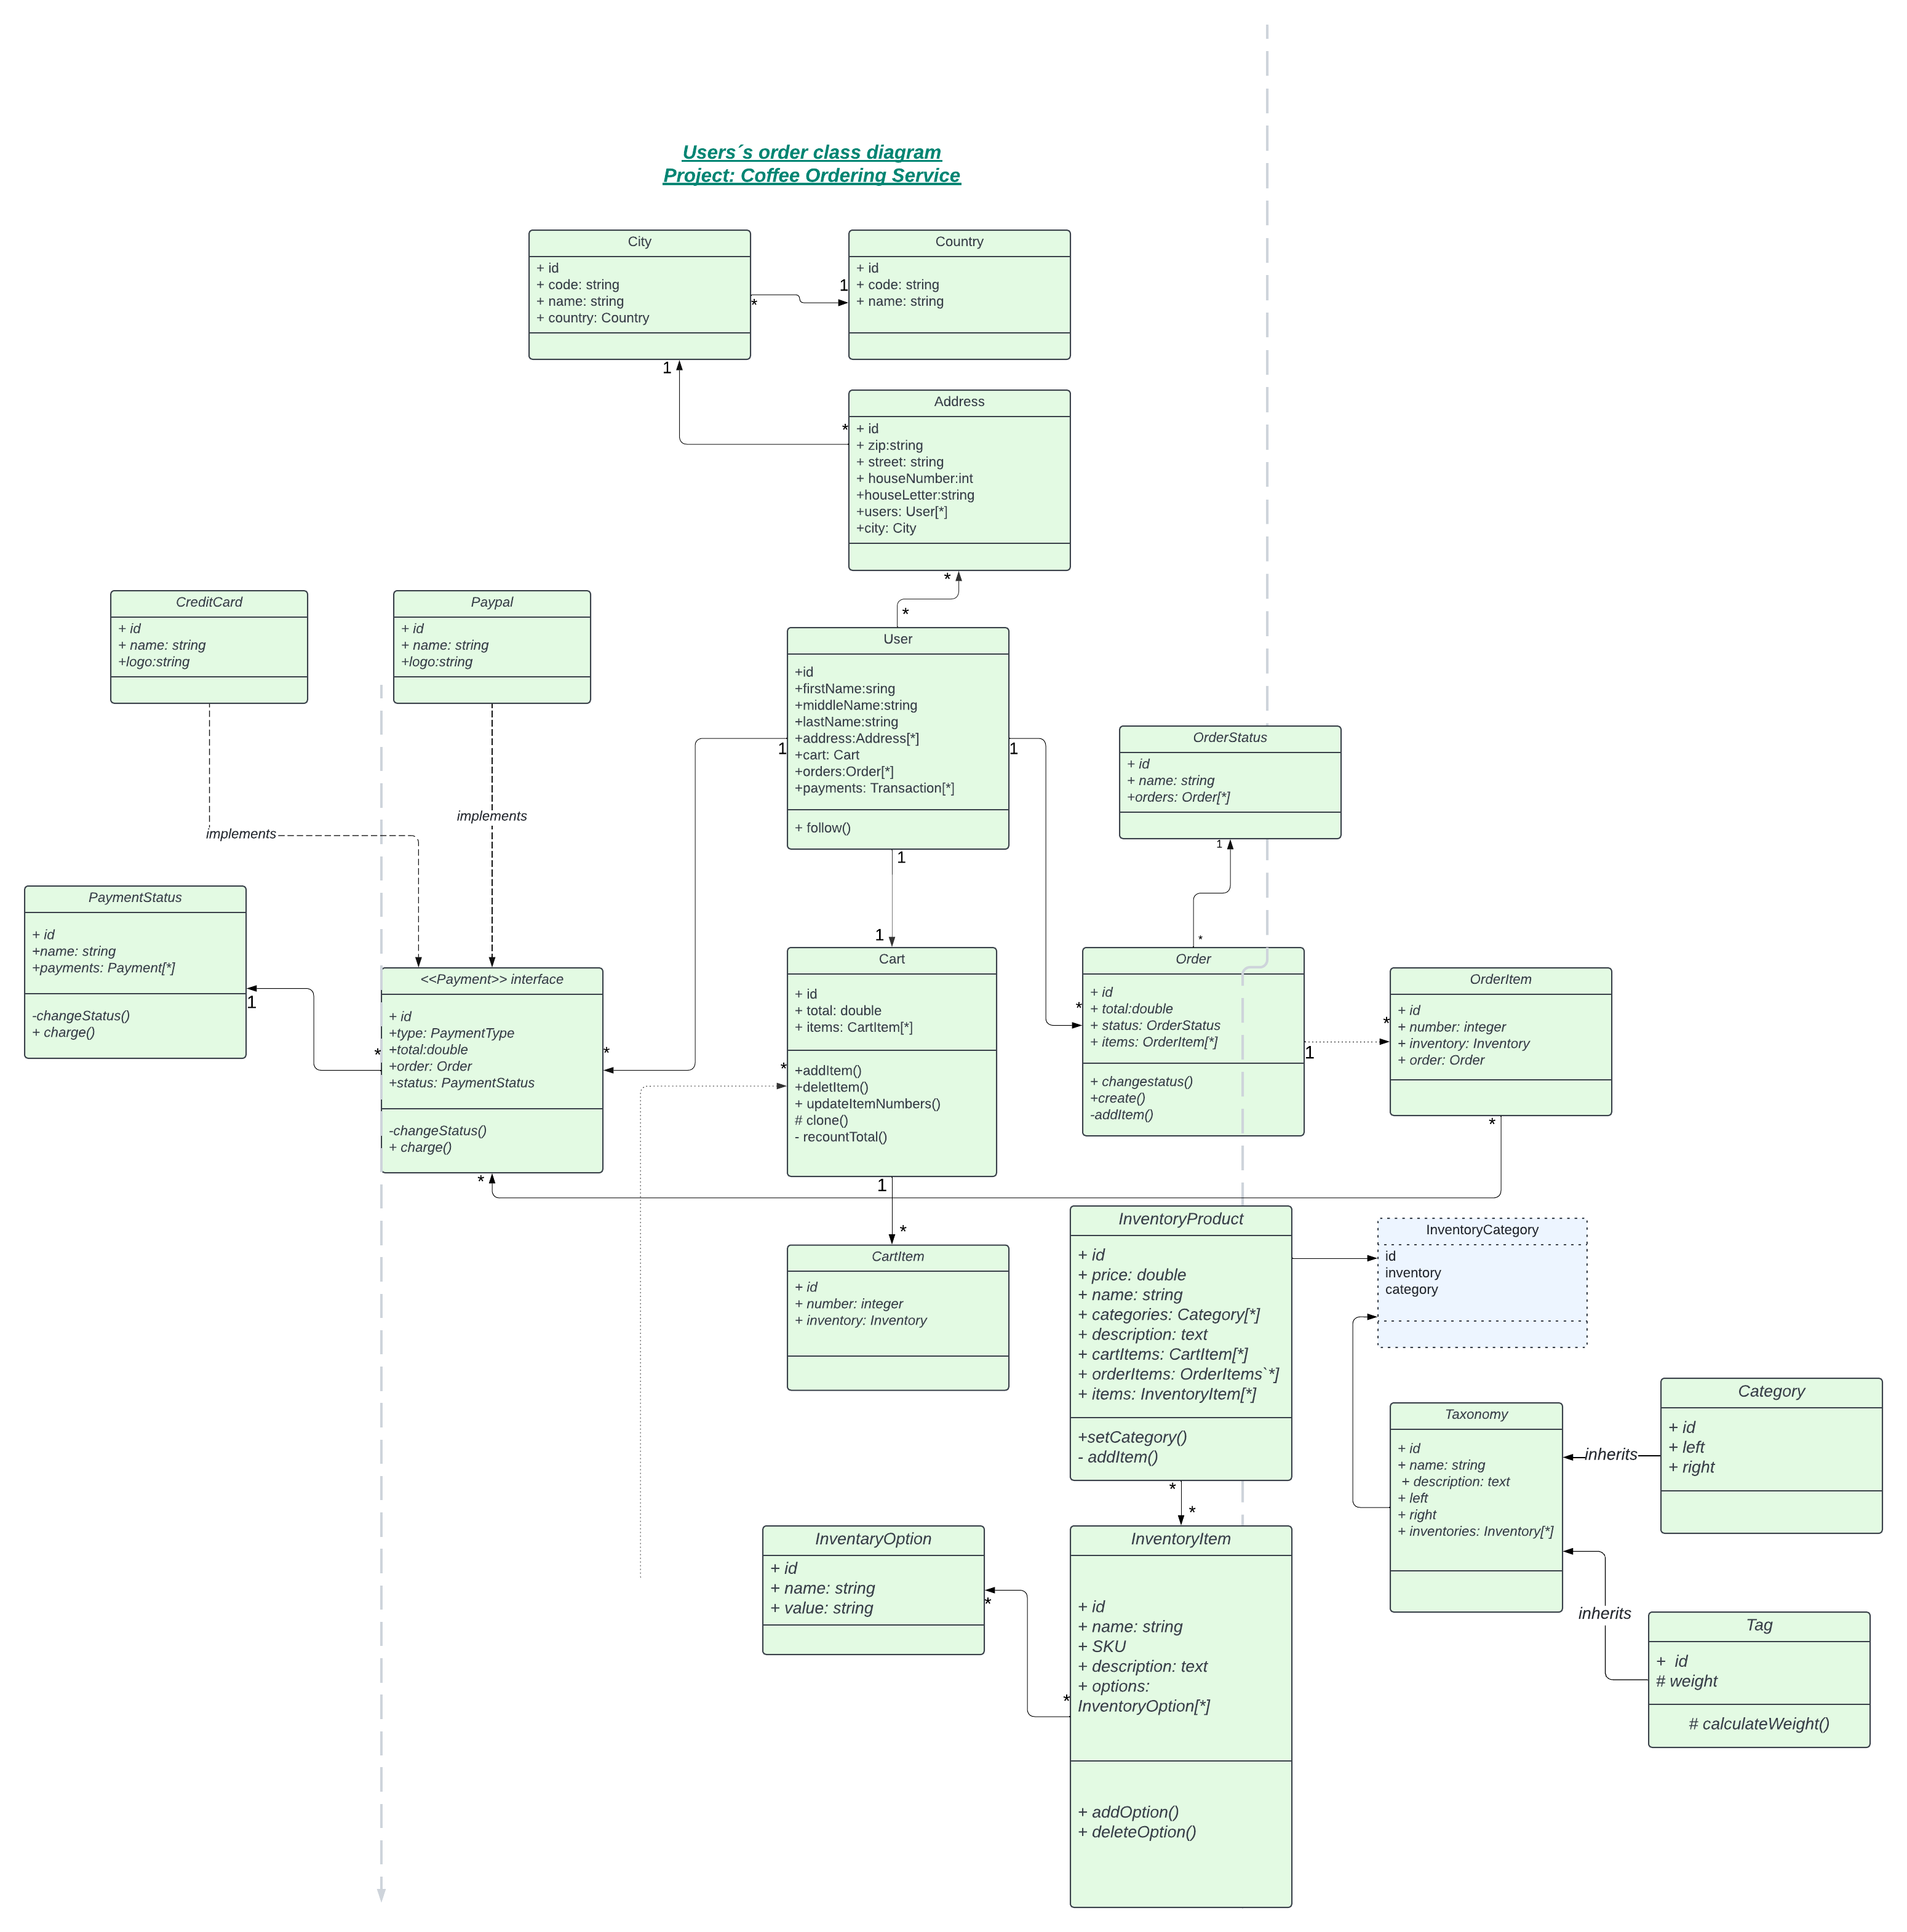 Users´s order class diagram
Project: Coffee Ordering Service
City
+ id
+ code: string
+ name: string
+ country: Country
*
1
Country
+ id
+ code: string
+ name: string
1
*
Address
+ id
+ zip:string
+ street: string
+ houseNumber:int
+houseLetter:string
+users: User[*]
+city: City
*
*
CreditCard
+ id
+ name: string
+logo:string
Paypal
+ id
+ name: string
+logo:string
implements
implements
User
+id
+firstName:sring
+middleName:string
+lastName:string
+address:Address[*]
+cart: Cart
+orders:Order[*]
+payments: Transaction[*]
+ follow()
1
1
1
1
OrderStatus
+ id
+ name: string
+orders: Order[*]
1
*
PaymentStatus
+ id
+name: string
+payments: Payment[*]
-changeStatus()
+ charge()
1
*
<<Payment>> interface
+ id
+type: PaymentType
+total:double
+order: Order
+status: PaymentStatus
-changeStatus()
+ charge()
*
*
Cart
+ id
+ total: double
+ items: CartItem[*]
+addItem()
+deletItem()
+ updateItemNumbers()
# clone()
- recountTotal()
*
1
*
Order
+ id
+ total:double
+ status: OrderStatus
+ items: OrderItem[*]
+ changestatus()
+create()
-addItem()
*
1
*
OrderItem
+ id
+ number: integer
+ inventory: Inventory
+ order: Order
*
CartItem
+ id
+ number: integer
+ inventory: Inventory
InventoryProduct
+ id
+ price: double
+ name: string
+ categories: Category[*]
+ description: text
+ cartItems: CartItem[*]
+ orderItems: OrderItems`*]
+ items: InventoryItem[*]
+setCategory()
- addItem()
*
*
InventoryCategory
id
inventory
category
Taxonomy
+ id
+ name: string
+ description: text
+ left
+ right
+ inventories: Inventory[*]
inherits
Category
+ id
+ left
+ right
inherits
Tag
+ id
# weight
# calculateWeight()
InventaryOption
+ id
+ name: string
+ value: string
*
*
InventoryItem
+ id
+ name: string
+ SKU
+ description: text
+ options:
InventoryOption[*]
+ addOption()
+ deleteOption()